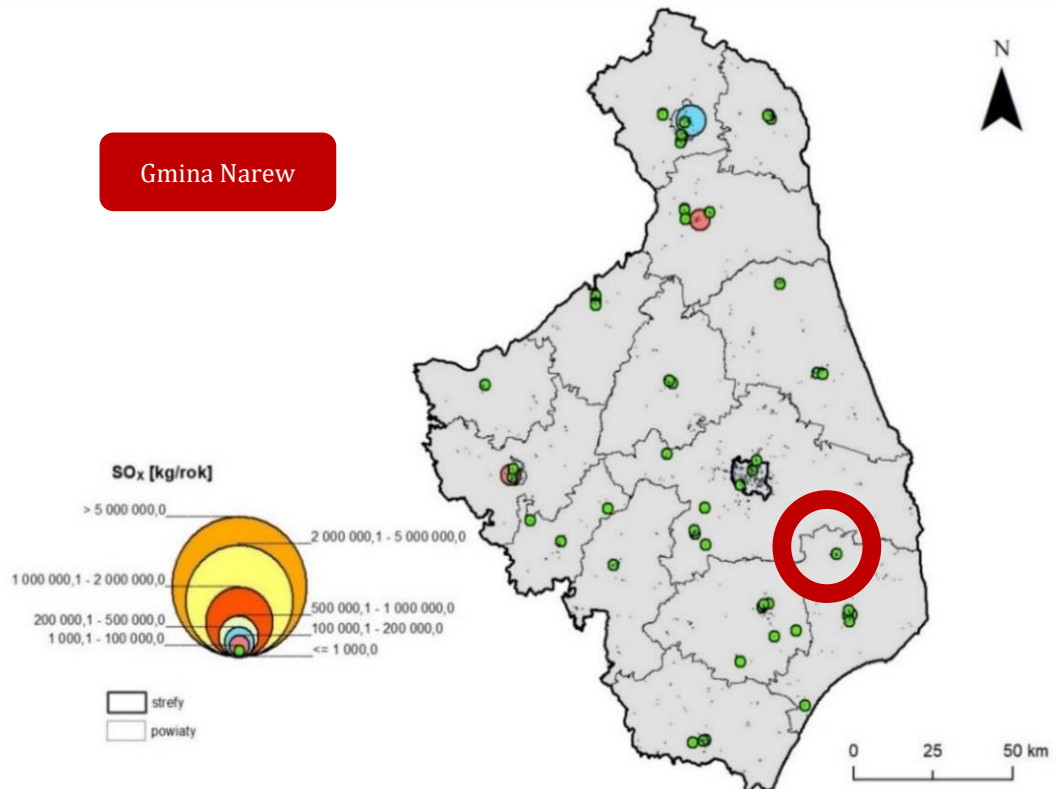 N
Gmina Narew
SOx [kg/rok]
> 5 000 000,0
2 000 000,1 - 5 000 000,0
1 000 000,1 - 2 000 000,0
500 000,1 - 1 000 000,0
200 000,1 - 500 000,0
100 000,1 - 200 000,0
1 000,1 - 100 000,0
<= 1 000,0
strefy
powiaty
0 25 50 km